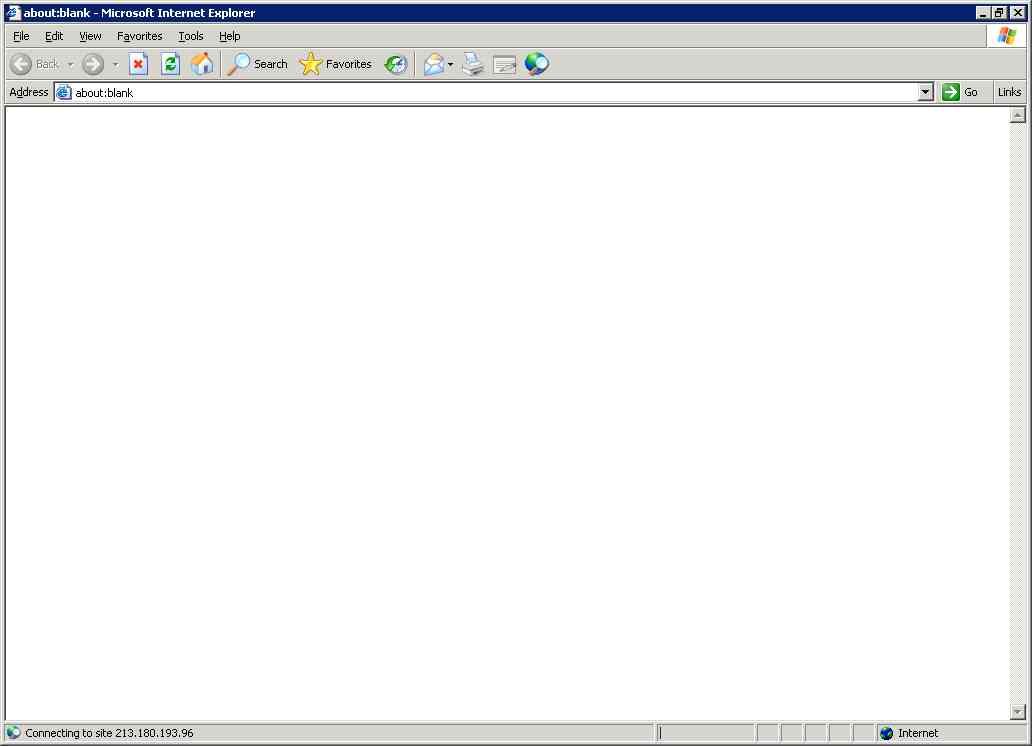 about:blank - Microsoft Internet Explorer
File Edit View Favorites Tools Help
Back Search Favorites
Address about:blank Go Links
Connecting to site 213.180.193.96 Internet